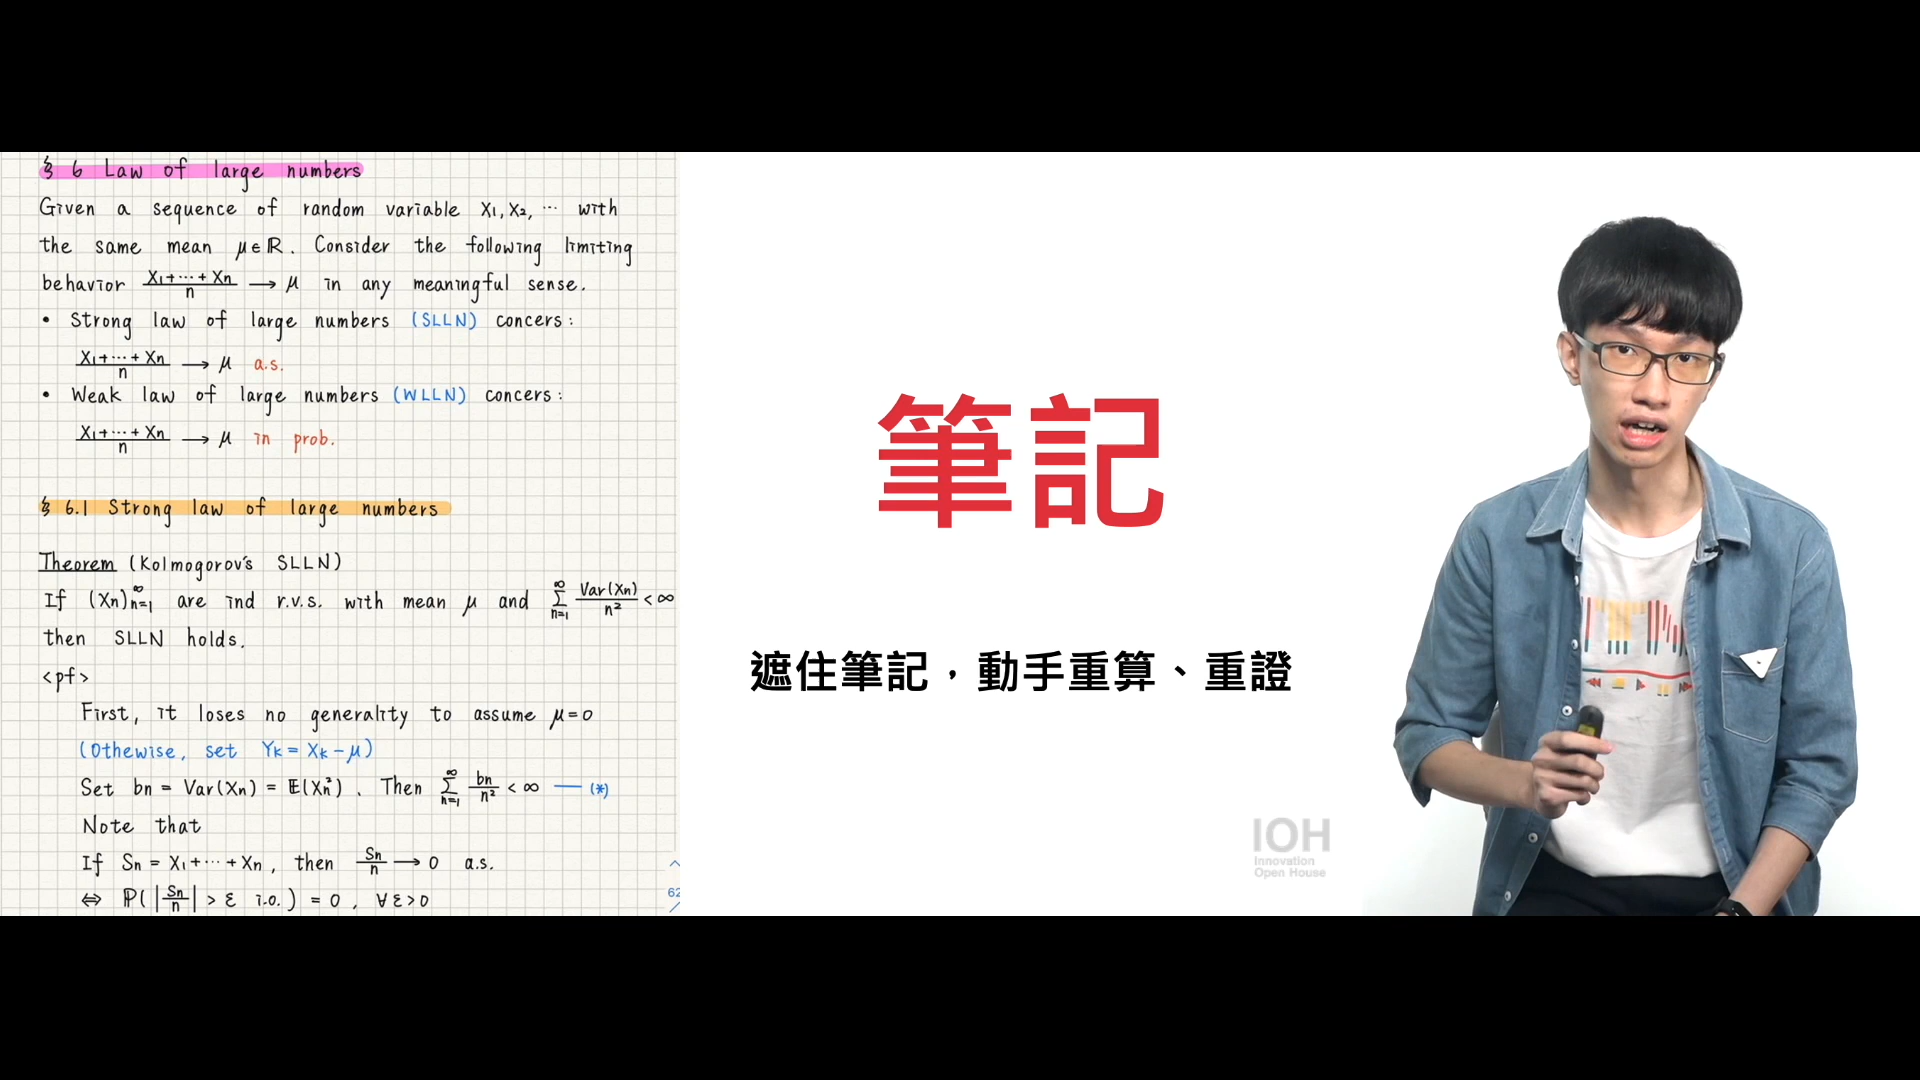 § 6 Law of large numbers
Given a sequence of random variable X₁, X₂, ⋯ with
the same mean μ∈ℝ. Consider the following limiting
behavior (X₁+⋯+Xn)/n → μ in any meaningful sense.
• Strong law of large numbers (SLLN) concers:
(X₁+⋯+Xn)/n → μ a.s.
• Weak law of large numbers (WLLN) concers:
(X₁+⋯+Xn)/n → μ in prob.
§ 6.1 Strong law of large numbers
Theorem (Kolmogorov's SLLN)
If (Xn)_{n=1}^∞ are ind r.v.s. with mean μ and ∑_{n=1}^∞ Var(Xn)/n² < ∞
then SLLN holds.
<pf>
First, it loses no generality to assume μ=0
(Othewise, set Yk = Xk − μ)
Set bn = Var(Xn) = 𝔼(Xn²). Then ∑_{n=1}^∞ bn/n² < ∞ — (*)
Note that
If Sn = X₁+⋯+Xn, then Sn/n → 0 a.s.
⇔ ℙ(|Sn/n| > ε i.o.) = 0, ∀ε>0
62
筆記
遮住筆記，動手重算、重證
IOH
Innovation
Open House